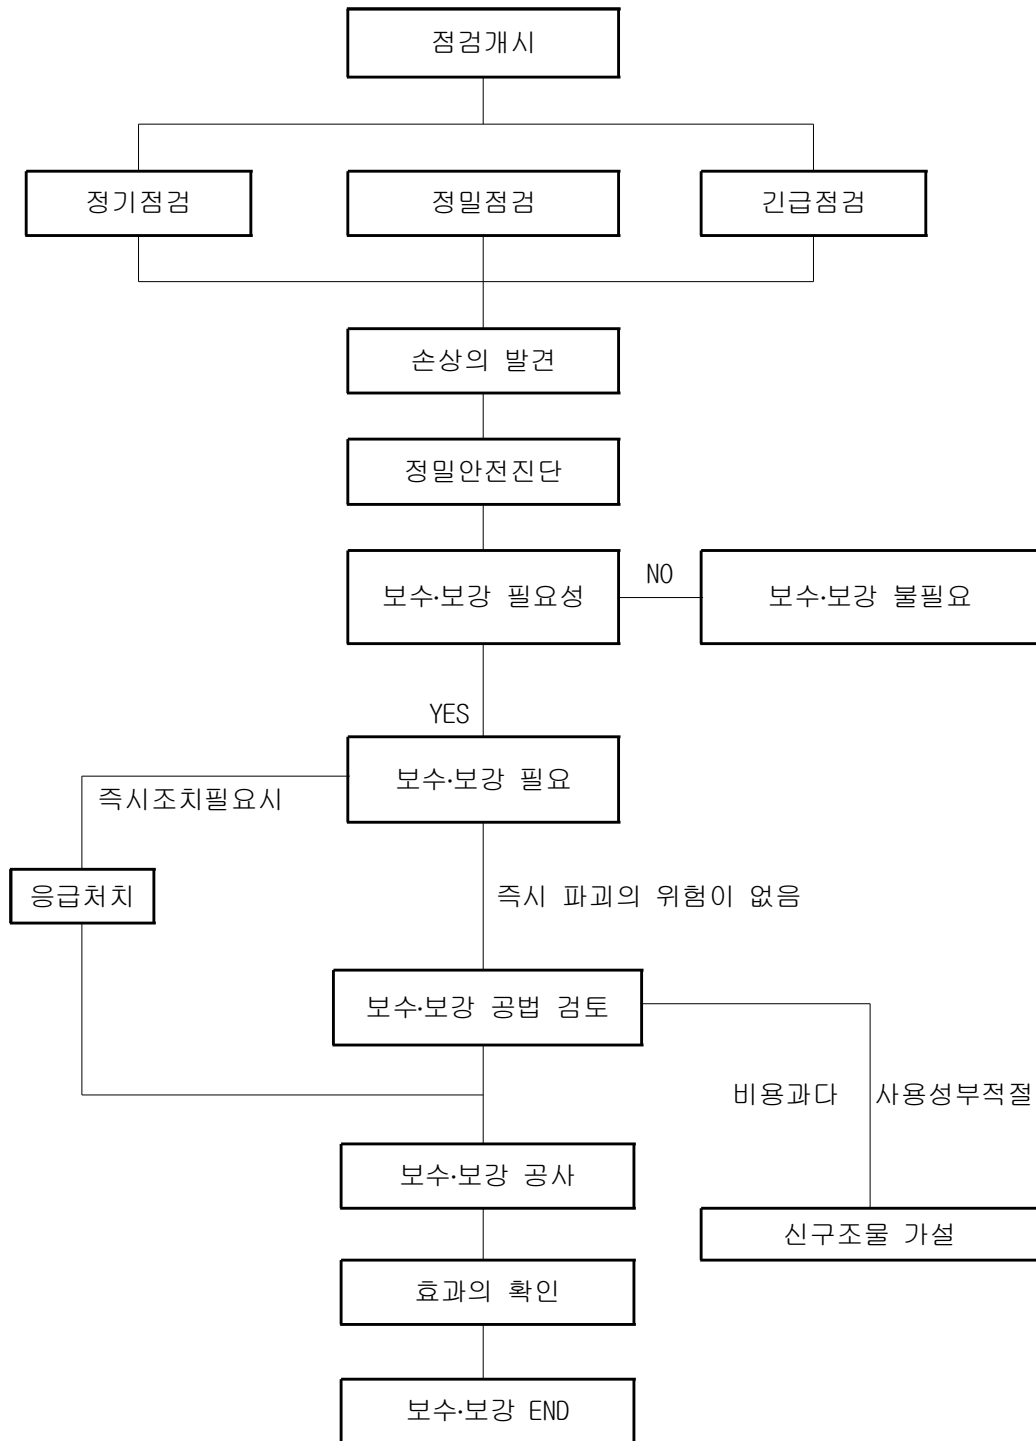 점검개시
정기점검
정밀점검
긴급점검
손상의 발견
정밀안전진단
보수·보강 필요성
NO
보수·보강 불필요
YES
보수·보강 필요
즉시조치필요시
응급처치
즉시 파괴의 위험이 없음
보수·보강 공법 검토
비용과다
사용성부적절
보수·보강 공사
신구조물 가설
효과의 확인
보수·보강 END